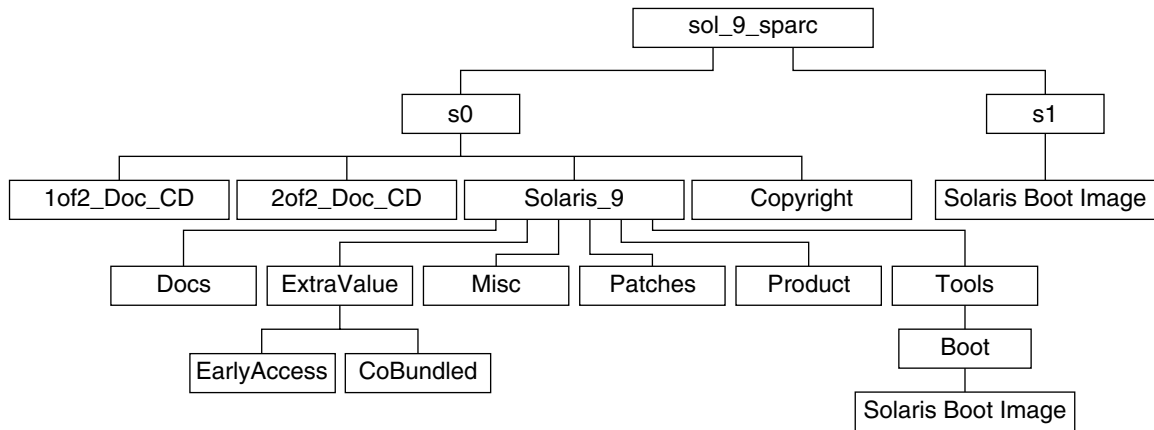 sol_9_sparc
s0
s1
1of2_Doc_CD
2of2_Doc_CD
Solaris_9
Copyright
Solaris Boot Image
Docs
ExtraValue
Misc
Patches
Product
Tools
EarlyAccess
CoBundled
Boot
Solaris Boot Image